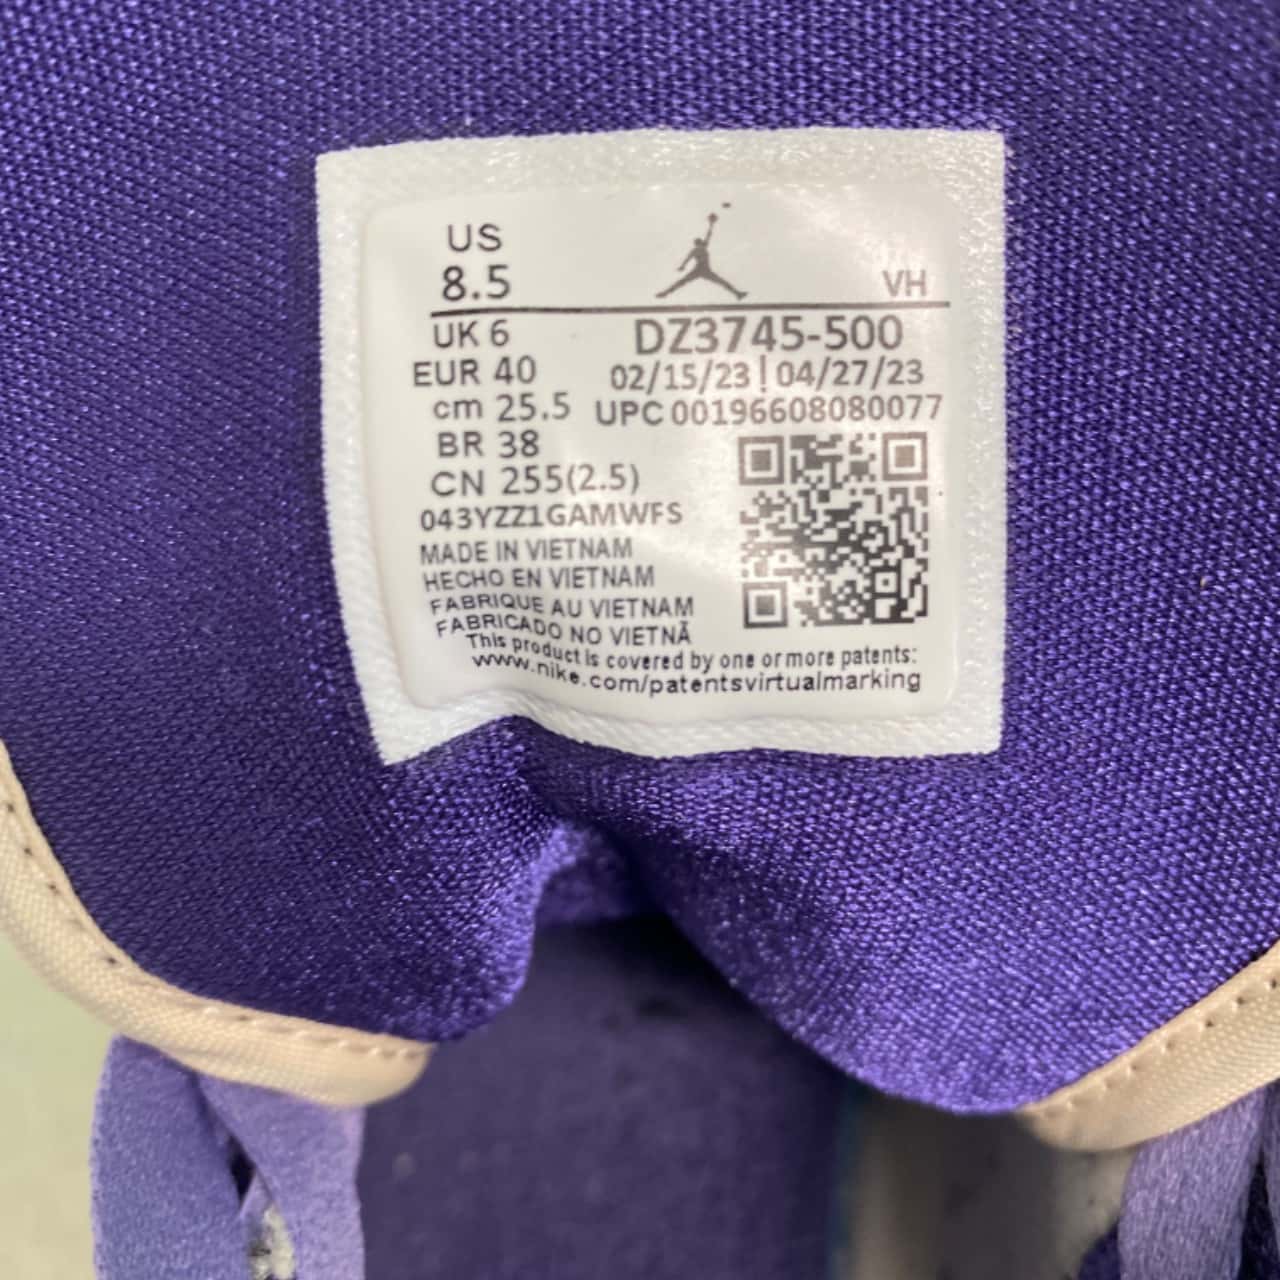 US
8.5
VH
UK 6
DZ3745-500
EUR 40
02/15/23 | 04/27/23
cm 25.5
UPC 00196608080077
BR 38
CN 255(2.5)
043YZZ1GAMWFS
MADE IN VIETNAM
HECHO EN VIETNAM
FABRIQUE AU VIETNAM
FABRICADO NO VIETNÃ
This product is covered by one or more patents:
www.nike.com/patentsvirtualmarking